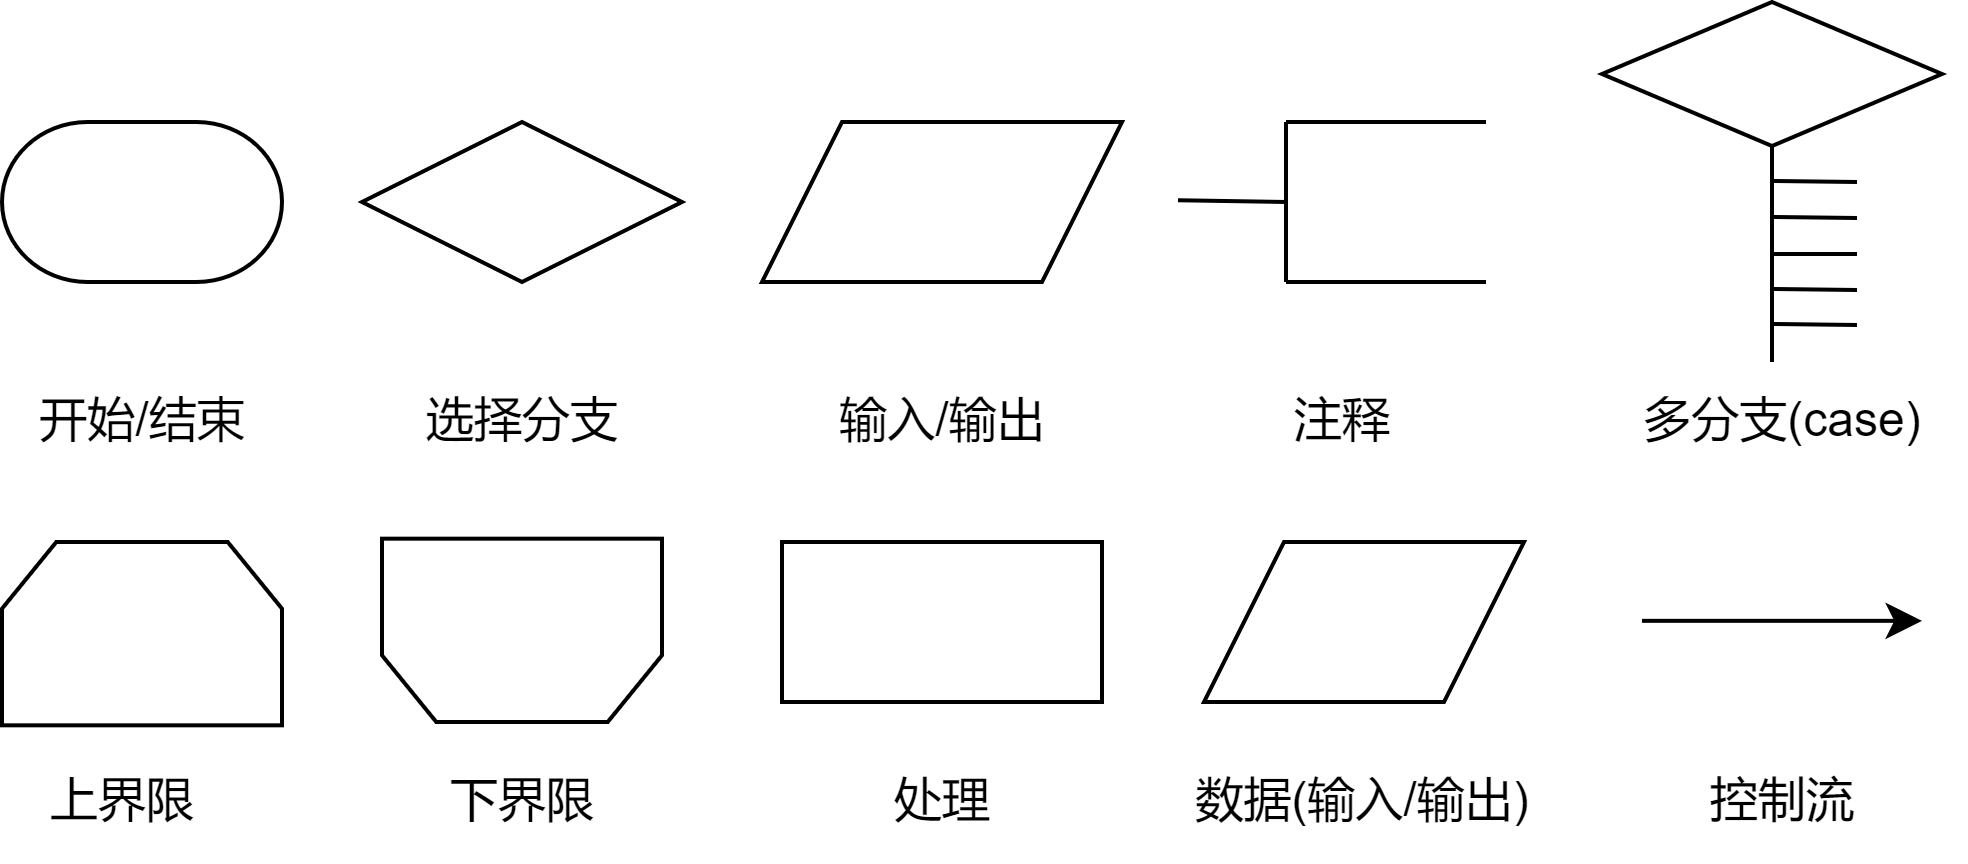 开始/结束
选择分支
输入/输出
注释
多分支(case)
上界限
下界限
处理
数据(输入/输出)
控制流